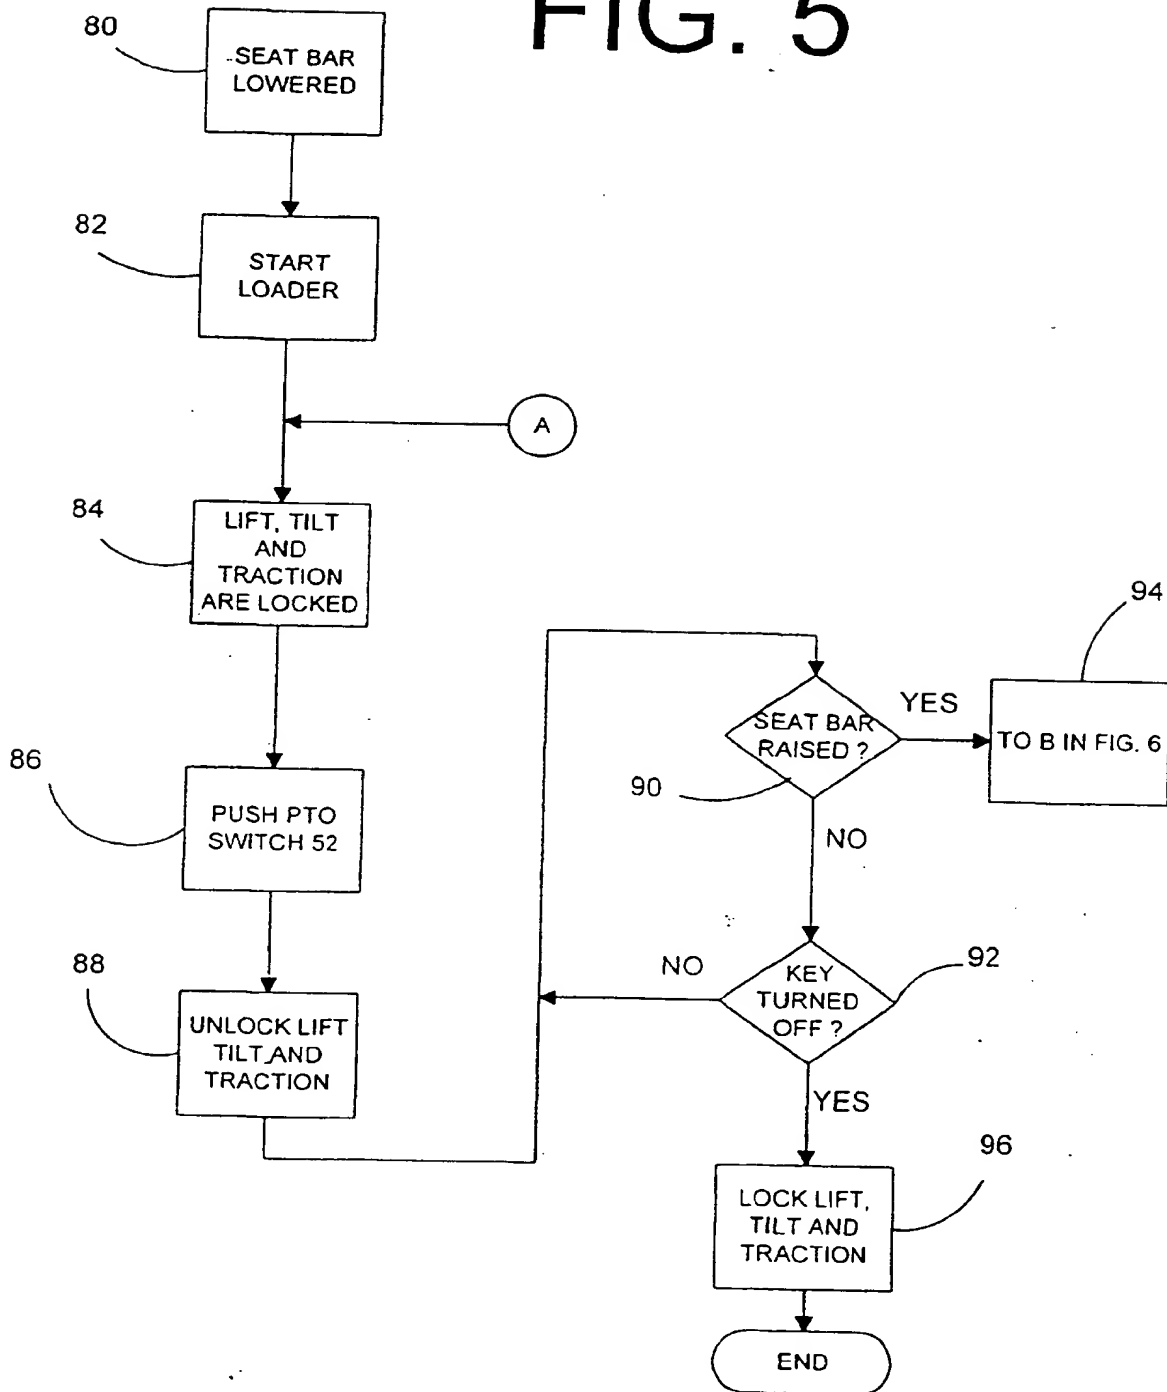 FIG. 5
80
SEAT BAR
LOWERED
82
START
LOADER
A
84
LIFT, TILT
AND
TRACTION
ARE LOCKED
86
PUSH PTO
SWITCH 52
88
UNLOCK LIFT
TILT AND
TRACTION
SEAT BAR
RAISED ?
90
YES
94
TO B IN FIG. 6
NO
KEY
TURNED
OFF ?
92
NO
YES
96
LOCK LIFT,
TILT AND
TRACTION
END